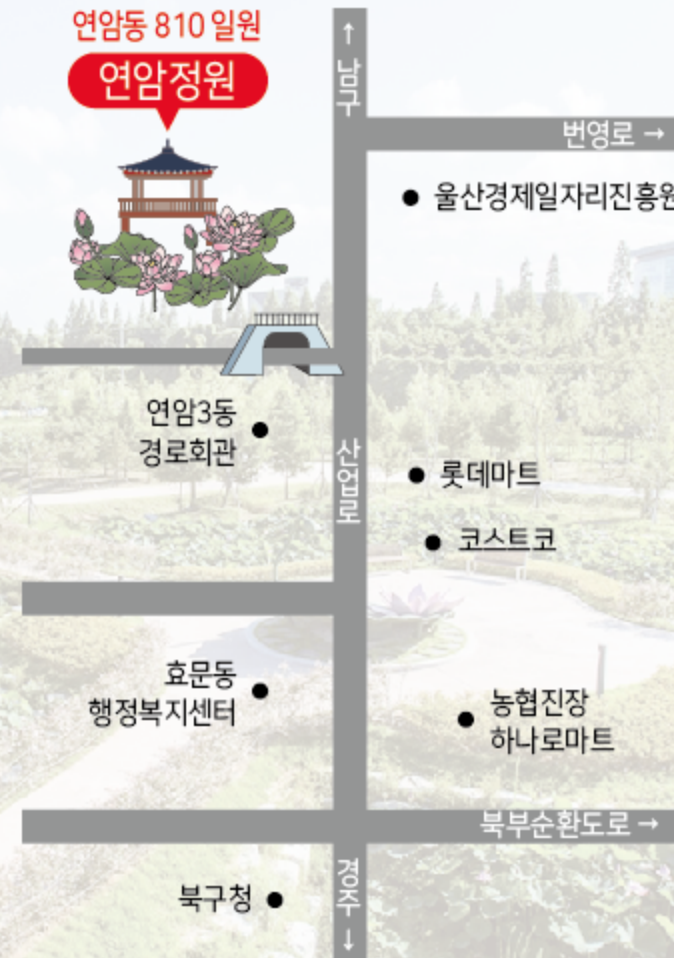 연암동 810 일원
연암정원
↑ 남구
번영로 →
울산경제일자리진흥원
연암3동
경로회관
산업로
롯데마트
코스트코
효문동
행정복지센터
농협진장
하나로마트
북부순환도로 →
북구청
경주 ↓